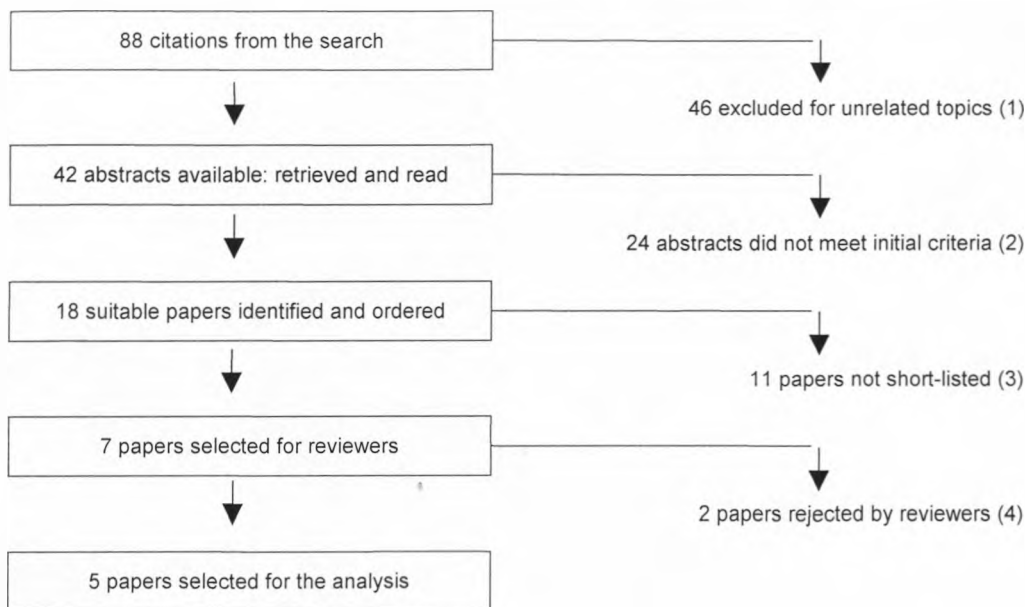 88 citations from the search
46 excluded for unrelated topics (1)
42 abstracts available: retrieved and read
24 abstracts did not meet initial criteria (2)
18 suitable papers identified and ordered
11 papers not short-listed (3)
7 papers selected for reviewers
2 papers rejected by reviewers (4)
5 papers selected for the analysis